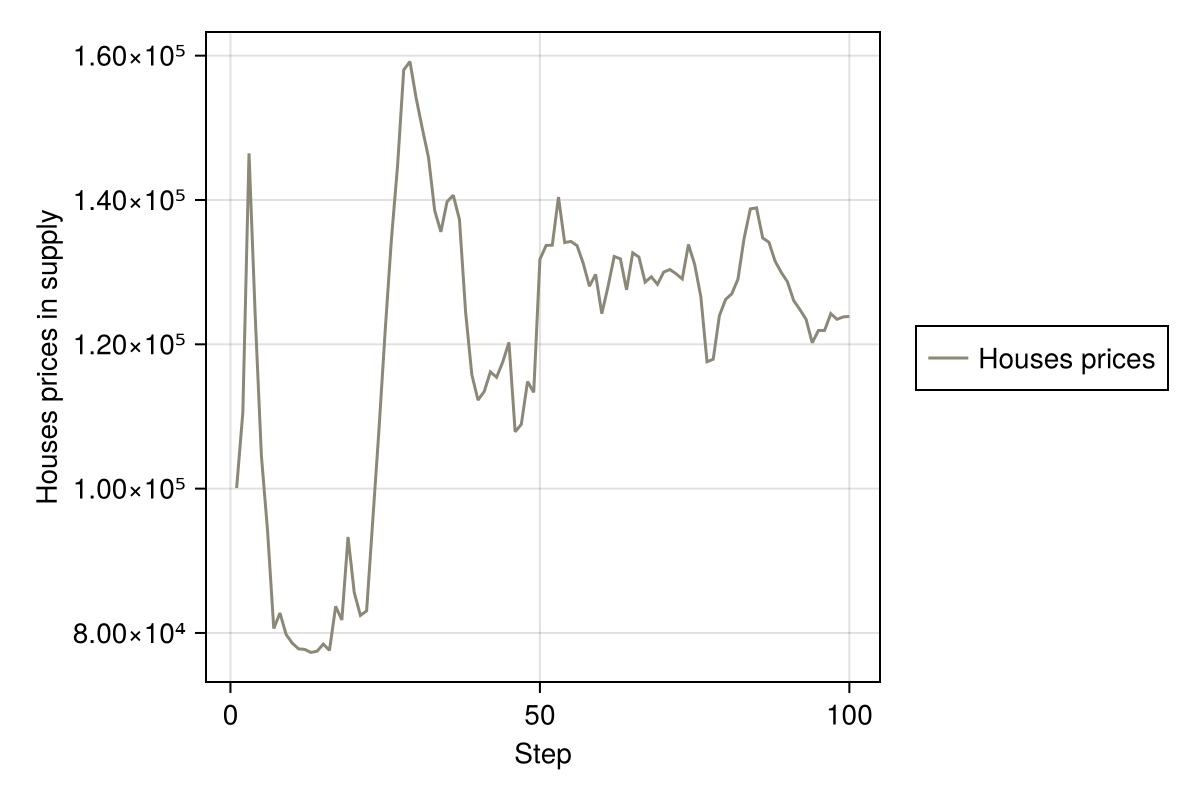 Houses prices in supply
1.60×10⁵
1.40×10⁵
1.20×10⁵
1.00×10⁵
8.00×10⁴
0 50 100
Step
Houses prices